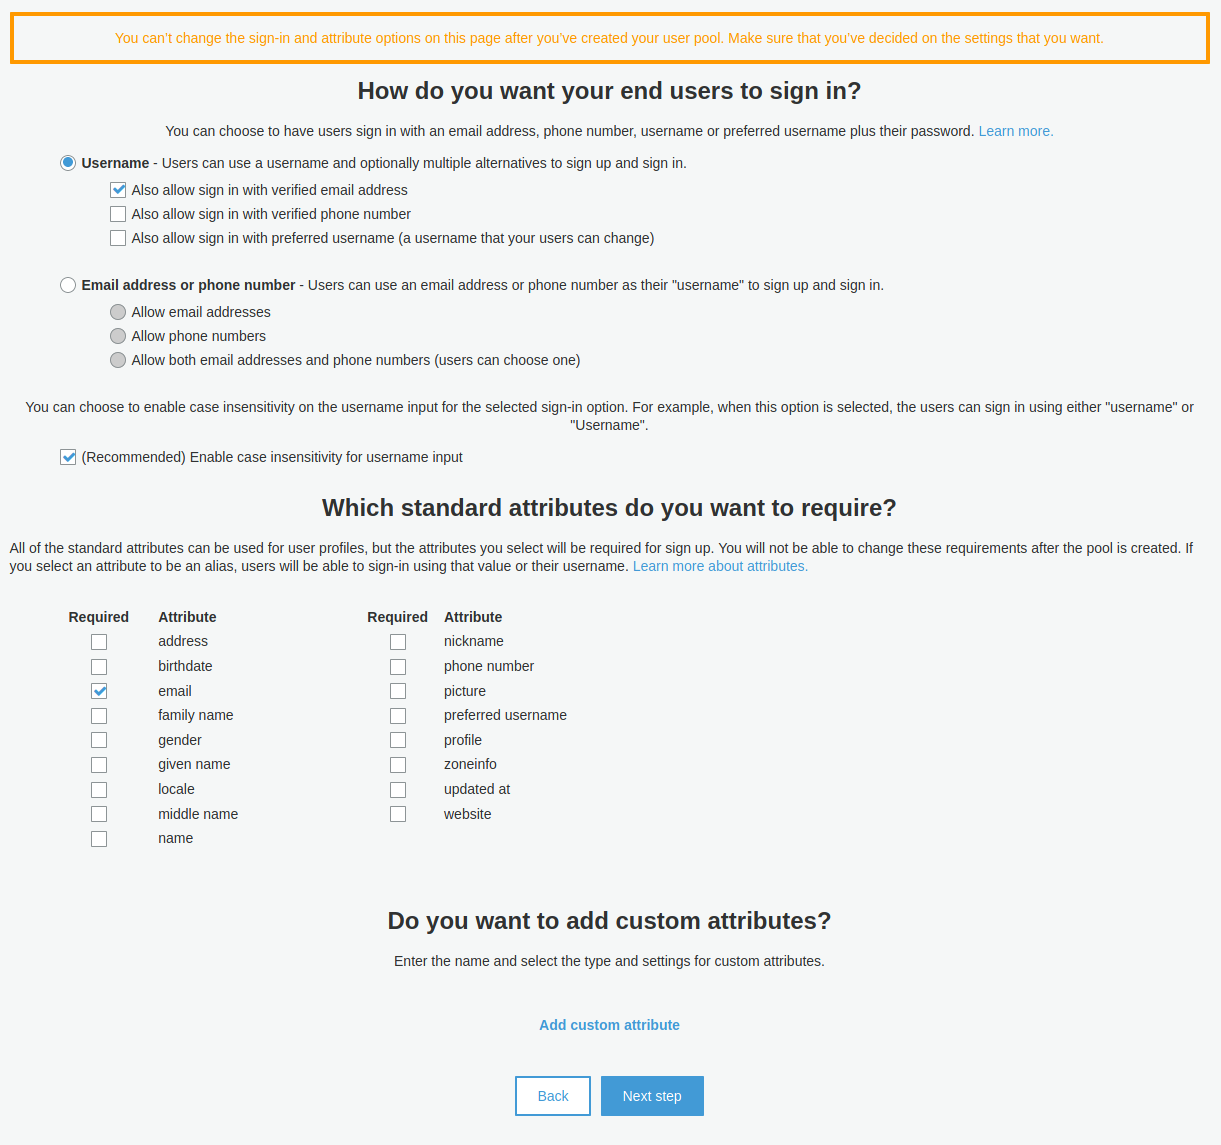 You can’t change the sign-in and attribute options on this page after you’ve created your user pool. Make sure that you’ve decided on the settings that you want.
How do you want your end users to sign in?
You can choose to have users sign in with an email address, phone number, username or preferred username plus their password. Learn more.
Username - Users can use a username and optionally multiple alternatives to sign up and sign in.
Also allow sign in with verified email address
Also allow sign in with verified phone number
Also allow sign in with preferred username (a username that your users can change)
Email address or phone number - Users can use an email address or phone number as their "username" to sign up and sign in.
Allow email addresses
Allow phone numbers
Allow both email addresses and phone numbers (users can choose one)
You can choose to enable case insensitivity on the username input for the selected sign-in option. For example, when this option is selected, the users can sign in using either "username" or
"Username".
(Recommended) Enable case insensitivity for username input
Which standard attributes do you want to require?
All of the standard attributes can be used for user profiles, but the attributes you select will be required for sign up. You will not be able to change these requirements after the pool is created. If
you select an attribute to be an alias, users will be able to sign-in using that value or their username. Learn more about attributes.
Required Attribute Required Attribute
address nickname
birthdate phone number
email picture
family name preferred username
gender profile
given name zoneinfo
locale updated at
middle name website
name
Do you want to add custom attributes?
Enter the name and select the type and settings for custom attributes.
Add custom attribute
Back Next step